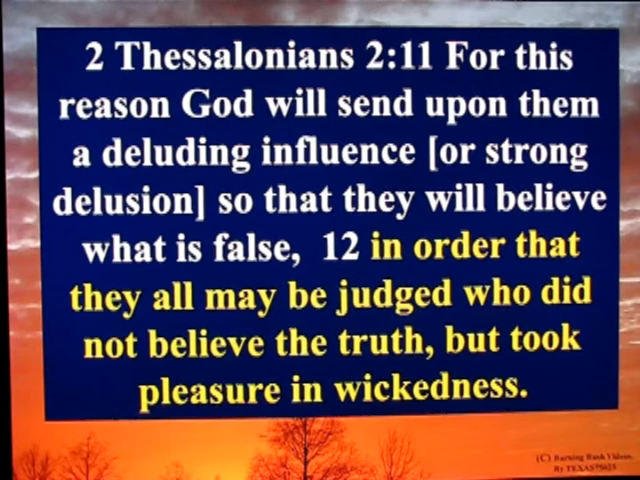 2 Thessalonians 2:11 For this
reason God will send upon them
a deluding influence [or strong
delusion] so that they will believe
what is false, 12 in order that
they all may be judged who did
not believe the truth, but took
pleasure in wickedness.
(C) Burning Bush Videos,
By TEXAS75023